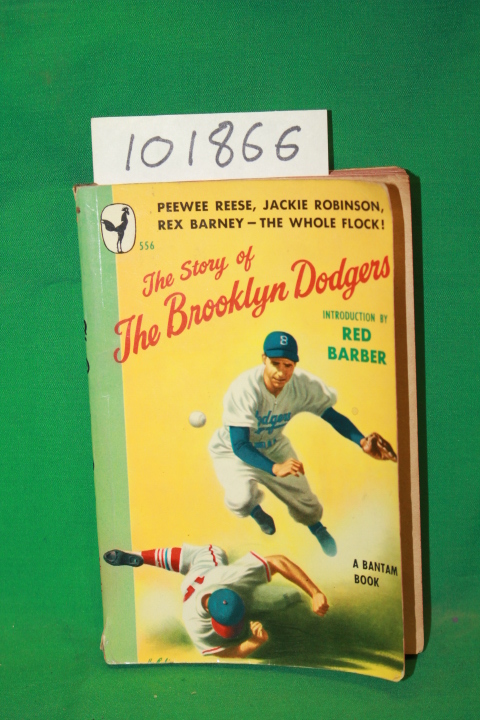 101866
PEEWEE REESE, JACKIE ROBINSON,
REX BARNEY – THE WHOLE FLOCK!
556
The Story of
The Brooklyn Dodgers
INTRODUCTION BY
RED
BARBER
B
Dodgers
A BANTAM
BOOK